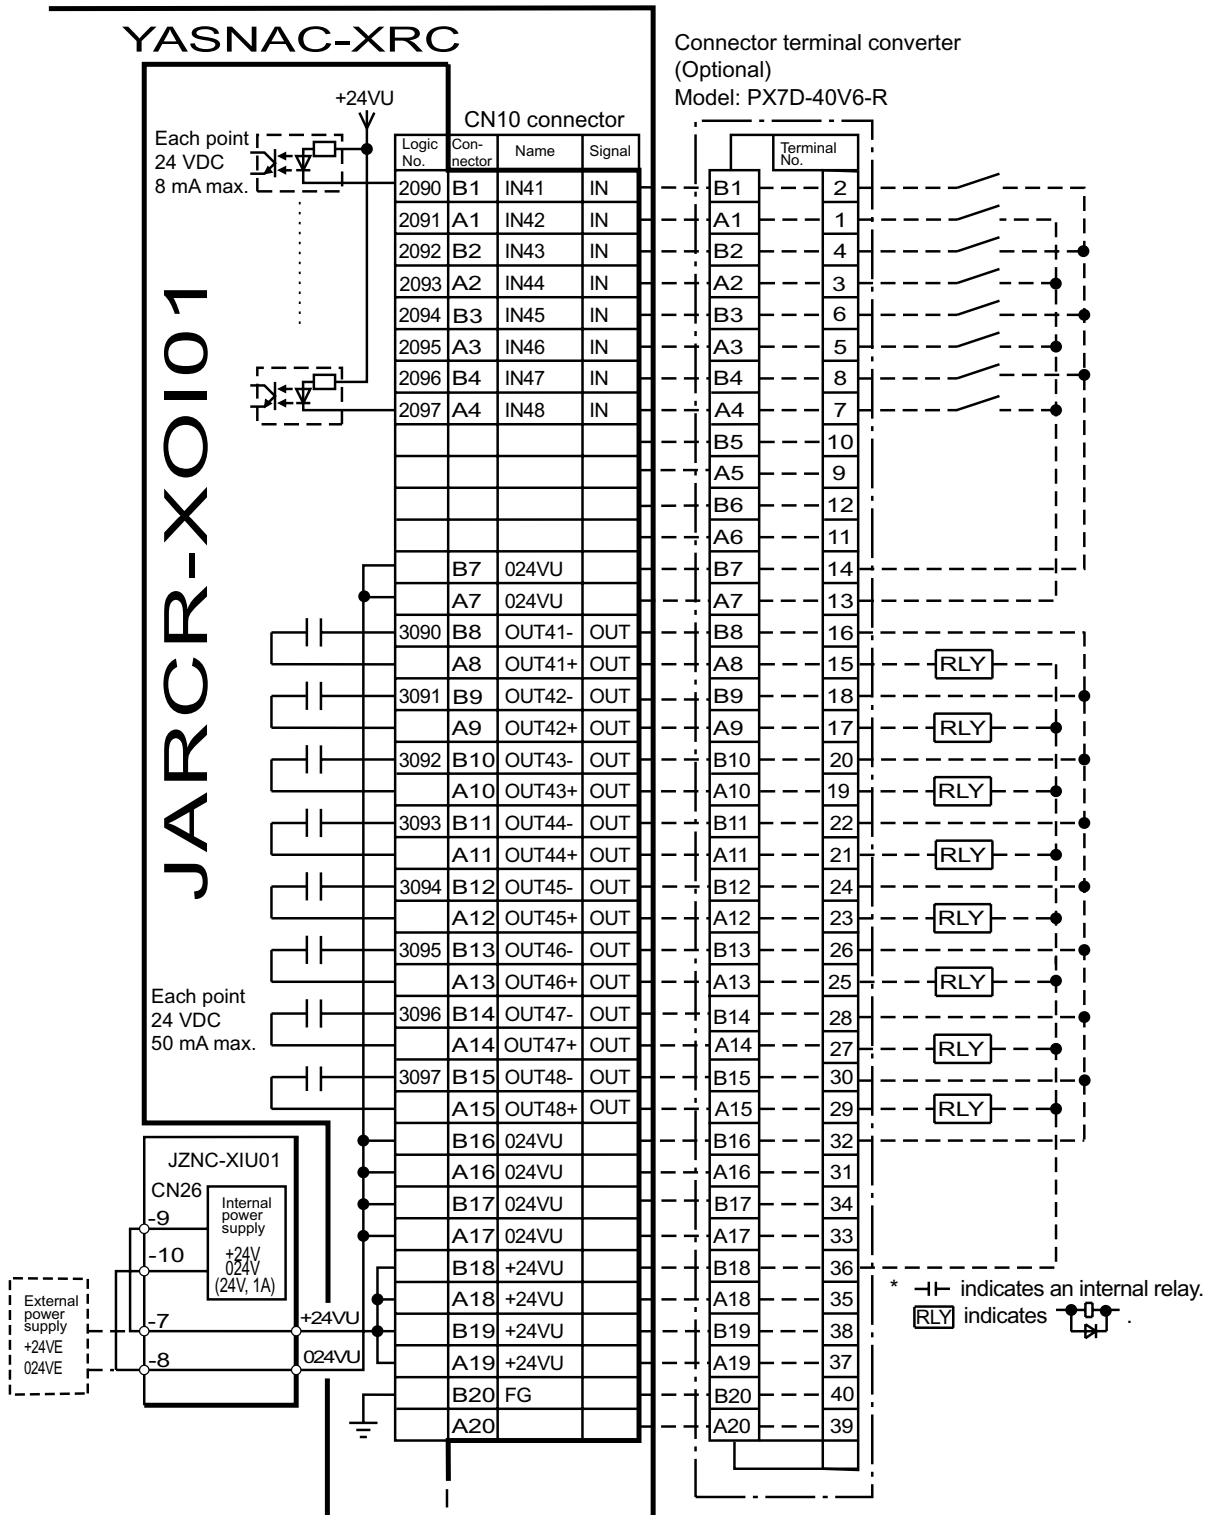 YASNAC-XRC
Connector terminal converter
(Optional)
Model: PX7D-40V6-R
+24VU
CN10 connector
Each point
24 VDC
8 mA max.
JARCR-XOI01
Logic No. Con-nector Name Signal Terminal No.
2090 B1 IN41 IN B1 2
2091 A1 IN42 IN A1 1
2092 B2 IN43 IN B2 4
2093 A2 IN44 IN A2 3
2094 B3 IN45 IN B3 6
2095 A3 IN46 IN A3 5
2096 B4 IN47 IN B4 8
2097 A4 IN48 IN A4 7
B5 10
A5 9
B6 12
A6 11
B7 024VU B7 14
A7 024VU A7 13
3090 B8 OUT41- OUT B8 16
A8 OUT41+ OUT A8 15 RLY
3091 B9 OUT42- OUT B9 18
A9 OUT42+ OUT A9 17 RLY
3092 B10 OUT43- OUT B10 20
A10 OUT43+ OUT A10 19 RLY
3093 B11 OUT44- OUT B11 22
A11 OUT44+ OUT A11 21 RLY
3094 B12 OUT45- OUT B12 24
A12 OUT45+ OUT A12 23 RLY
3095 B13 OUT46- OUT B13 26
A13 OUT46+ OUT A13 25 RLY
Each point
24 VDC
50 mA max.
3096 B14 OUT47- OUT B14 28
A14 OUT47+ OUT A14 27 RLY
3097 B15 OUT48- OUT B15 30
A15 OUT48+ OUT A15 29 RLY
B16 024VU B16 32
A16 024VU A16 31
B17 024VU B17 34
A17 024VU A17 33
B18 +24VU B18 36
A18 +24VU A18 35
B19 +24VU B19 38
A19 +24VU A19 37
B20 FG B20 40
A20 A20 39
JZNC-XIU01
CN26
-9
-10
-7
-8
Internal
power
supply
+24V
024V
(24V, 1A)
+24VU
024VU
External
power
supply
+24VE
024VE
* indicates an internal relay.
RLY indicates .